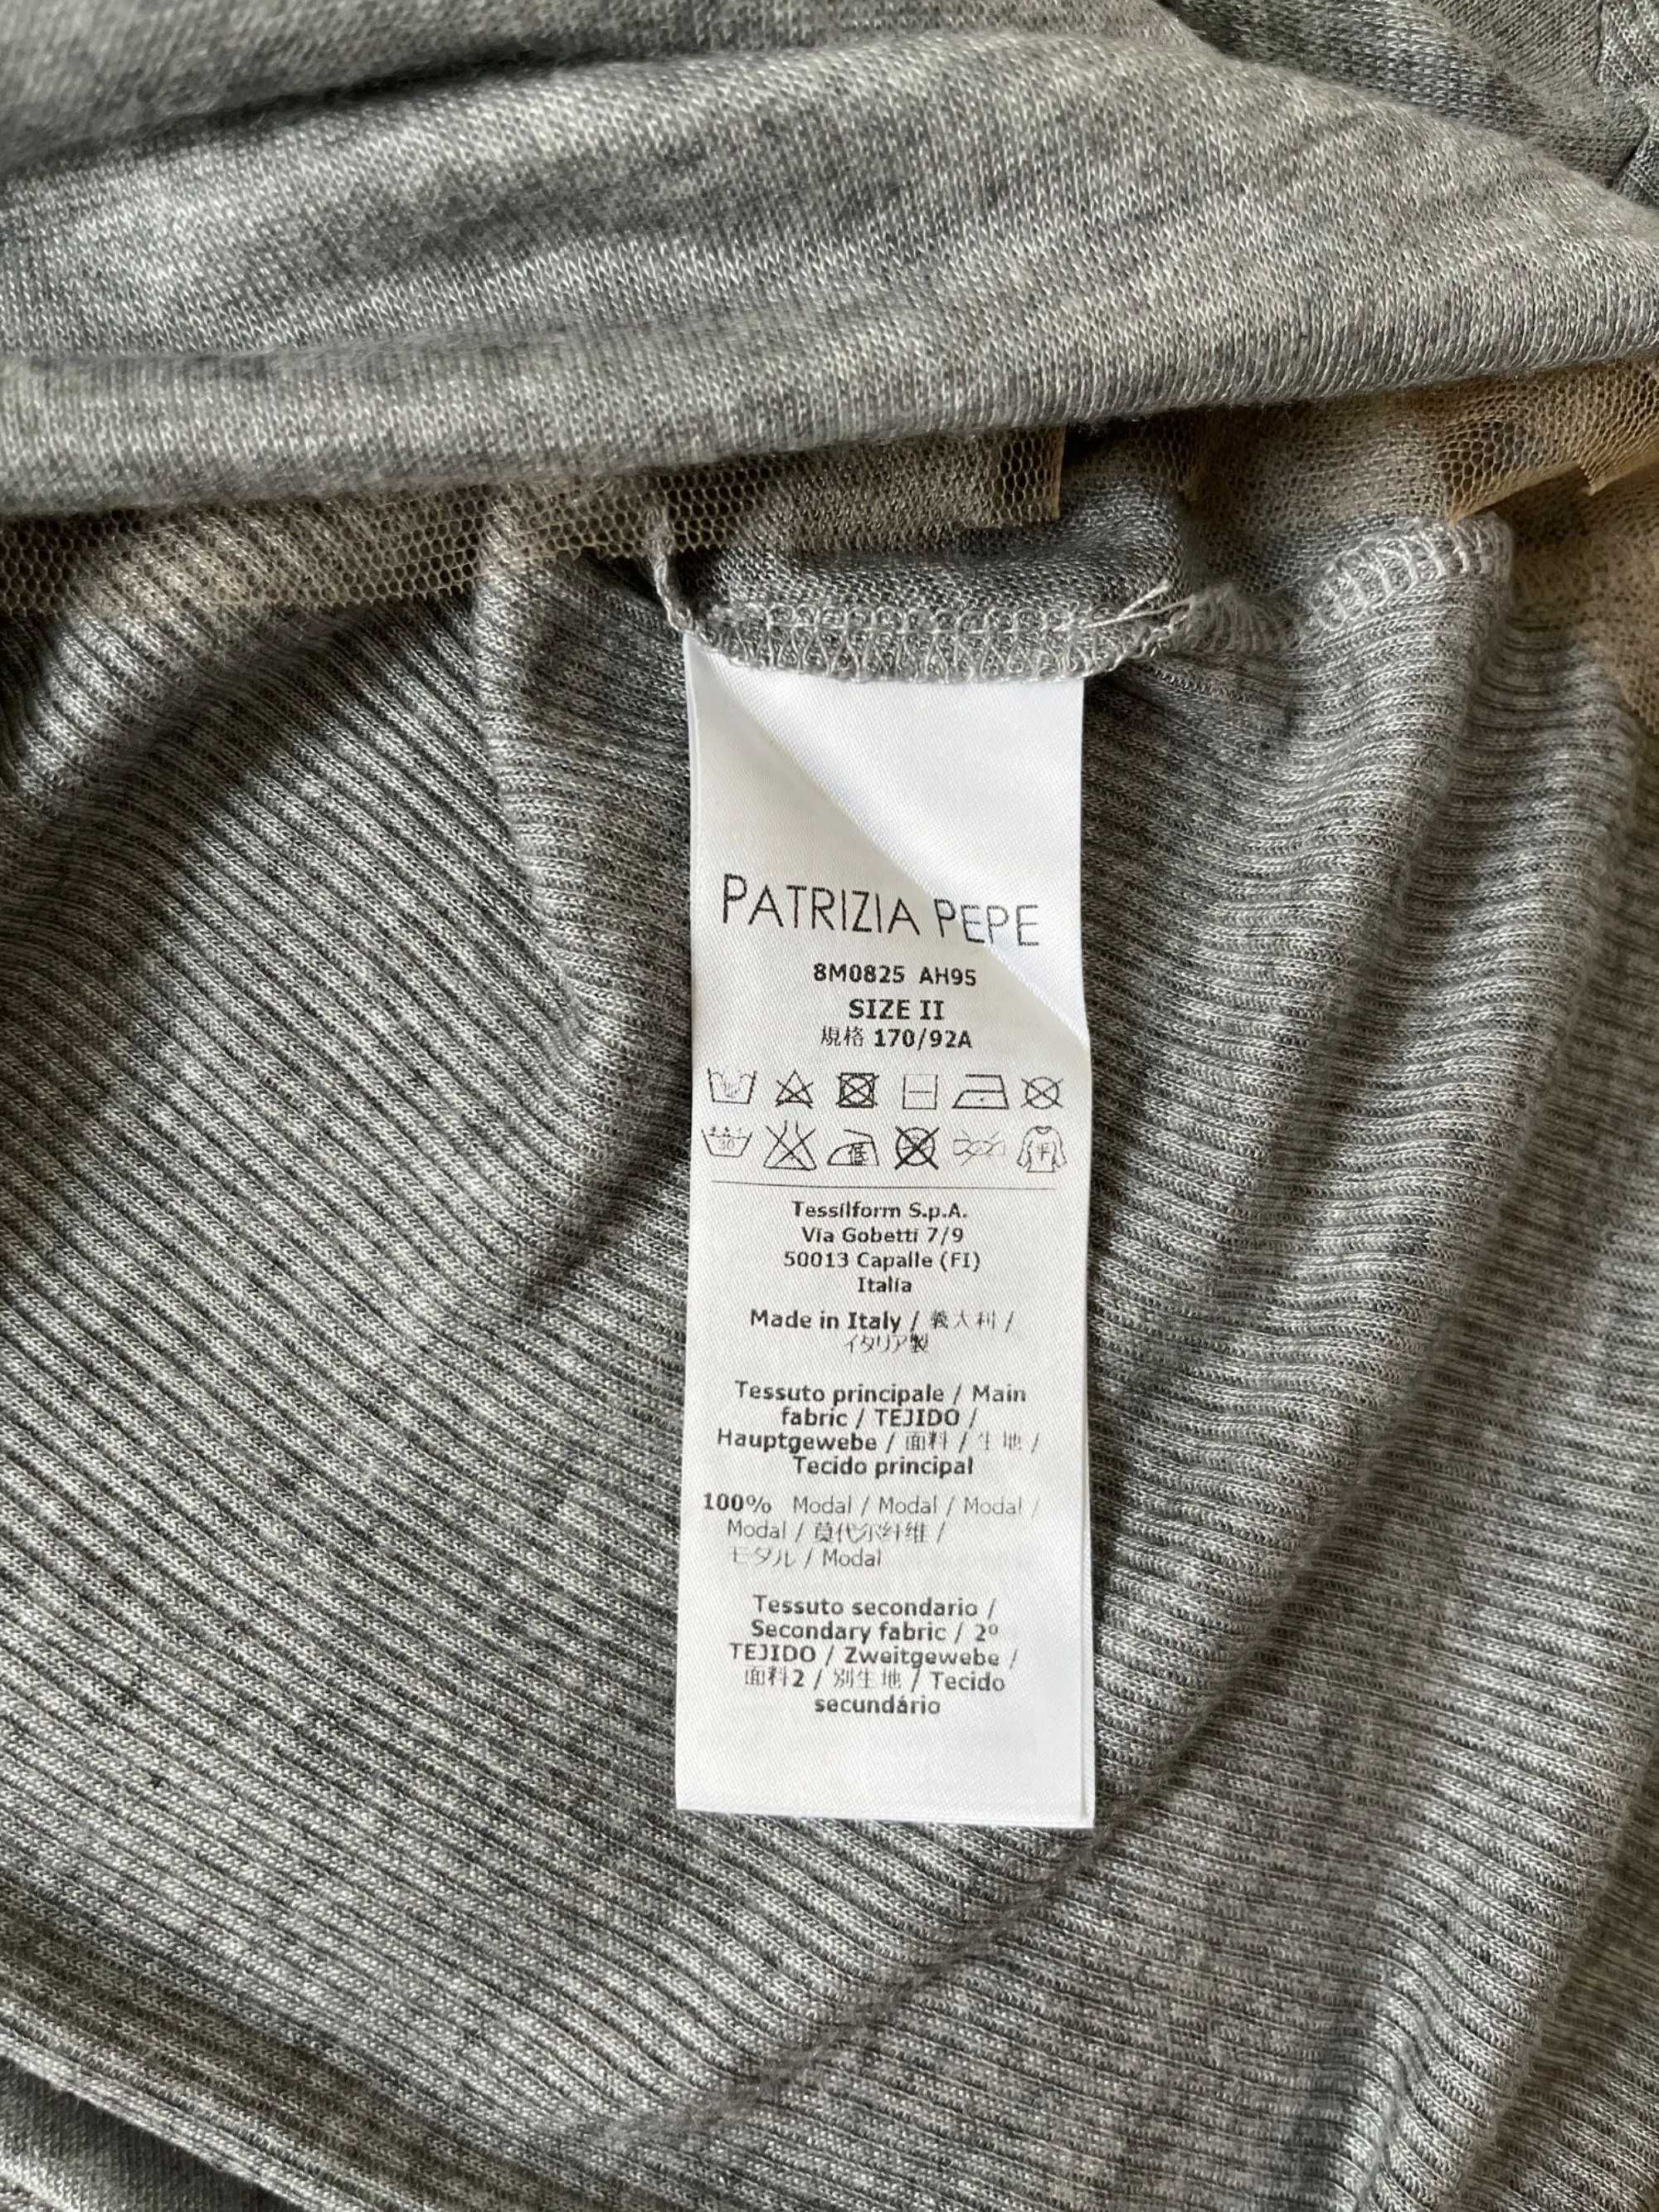 PATRIZIA PEPE
8M0825 AH95
SIZE II
規格 170/92A
低
平
Tessilform S.p.A.
Via Gobetti 7/9
50013 Capalle (FI)
Italia
Made in Italy / 義大利 /
イタリア製
Tessuto principale / Main
fabric / TEJIDO /
Hauptgewebe / 面料 / 生地 /
Tecido principal
100% Modal / Modal / Modal /
Modal / 莫代尔纤维 /
モダル / Modal
Tessuto secondario /
Secondary fabric / 2º
TEJIDO / Zweitgewebe /
面料2 / 別生地 / Tecido
secundário